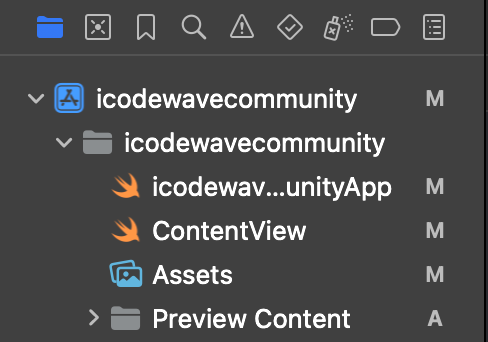 icodewavecommunity M
icodewavecommunity
icodewav...unityApp M
ContentView M
Assets M
Preview Content A